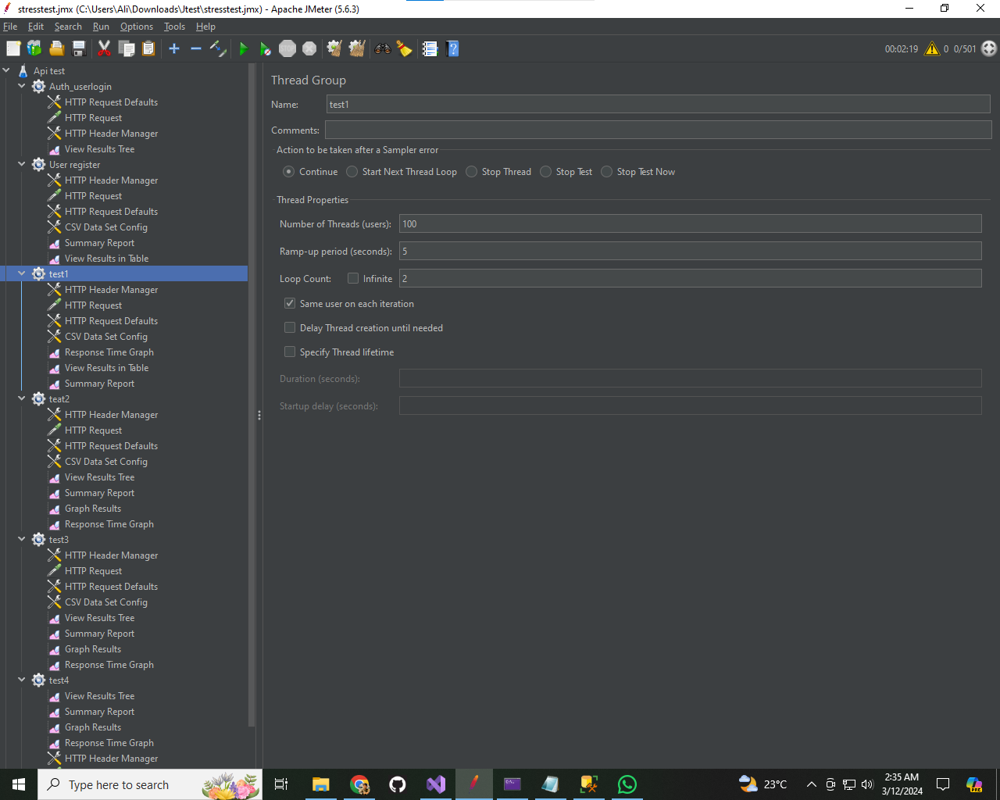 stresstest.jmx (C:\Users\Ali\Downloads\Jtest\stresstest.jmx) - Apache JMeter (5.6.3)
File Edit Search Run Options Tools Help
00:02:19 0 0/501
Api test
Auth_userlogin
HTTP Request Defaults
HTTP Request
HTTP Header Manager
View Results Tree
User register
HTTP Header Manager
HTTP Request
HTTP Request Defaults
CSV Data Set Config
Summary Report
View Results in Table
test1
HTTP Header Manager
HTTP Request
HTTP Request Defaults
CSV Data Set Config
Response Time Graph
View Results in Table
Summary Report
teat2
HTTP Header Manager
HTTP Request
HTTP Request Defaults
CSV Data Set Config
View Results Tree
Summary Report
Graph Results
Response Time Graph
test3
HTTP Header Manager
HTTP Request
HTTP Request Defaults
CSV Data Set Config
View Results Tree
Summary Report
Graph Results
Response Time Graph
test4
View Results Tree
Summary Report
Graph Results
Response Time Graph
HTTP Header Manager
Thread Group
Name: test1
Comments:
Action to be taken after a Sampler error
Continue Start Next Thread Loop Stop Thread Stop Test Stop Test Now
Thread Properties
Number of Threads (users): 100
Ramp-up period (seconds): 5
Loop Count: Infinite 2
Same user on each iteration
Delay Thread creation until needed
Specify Thread lifetime
Duration (seconds):
Startup delay (seconds):
Type here to search
23°C
2:35 AM
3/12/2024